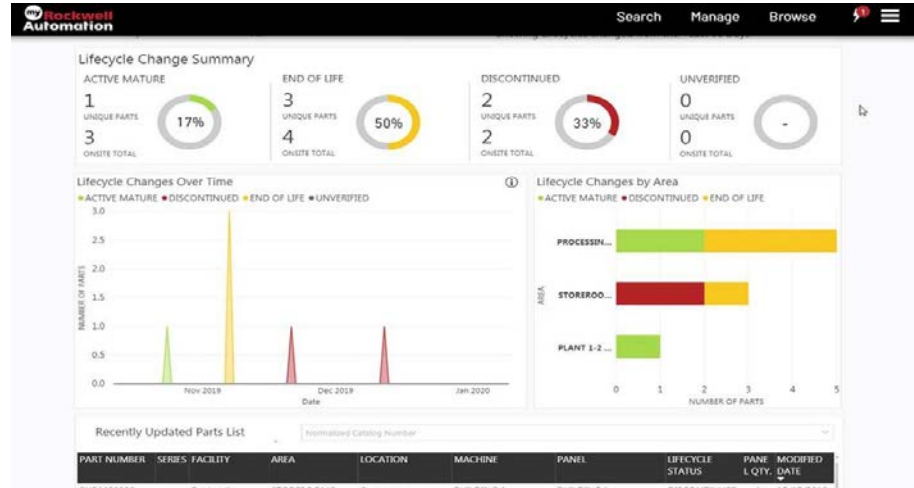 my Rockwell Automation
Search Manage Browse
1
Lifecycle Change Summary
ACTIVE MATURE
1
UNIQUE PARTS
3
ONSITE TOTAL
17%
END OF LIFE
3
UNIQUE PARTS
4
ONSITE TOTAL
50%
DISCONTINUED
2
UNIQUE PARTS
2
ONSITE TOTAL
33%
UNVERIFIED
0
UNIQUE PARTS
0
ONSITE TOTAL
-
Lifecycle Changes Over Time
ACTIVE MATURE DISCONTINUED END OF LIFE UNVERIFIED
3.0
2.5
2.0
1.5
1.0
0.5
0.0
NUMBER OF PARTS
Nov 2019 Dec 2019 Jan 2020
Date
Lifecycle Changes by Area
ACTIVE MATURE DISCONTINUED END OF LIFE
AREA
PROCESSIN...
STOREROO...
PLANT 1-2 ...
0 1 2 3 4 5
NUMBER OF PARTS
Recently Updated Parts List
Normalized Catalog Number
PART NUMBER SERIES FACILITY AREA LOCATION MACHINE PANEL LIFECYCLE STATUS PANE L QTY. MODIFIED DATE